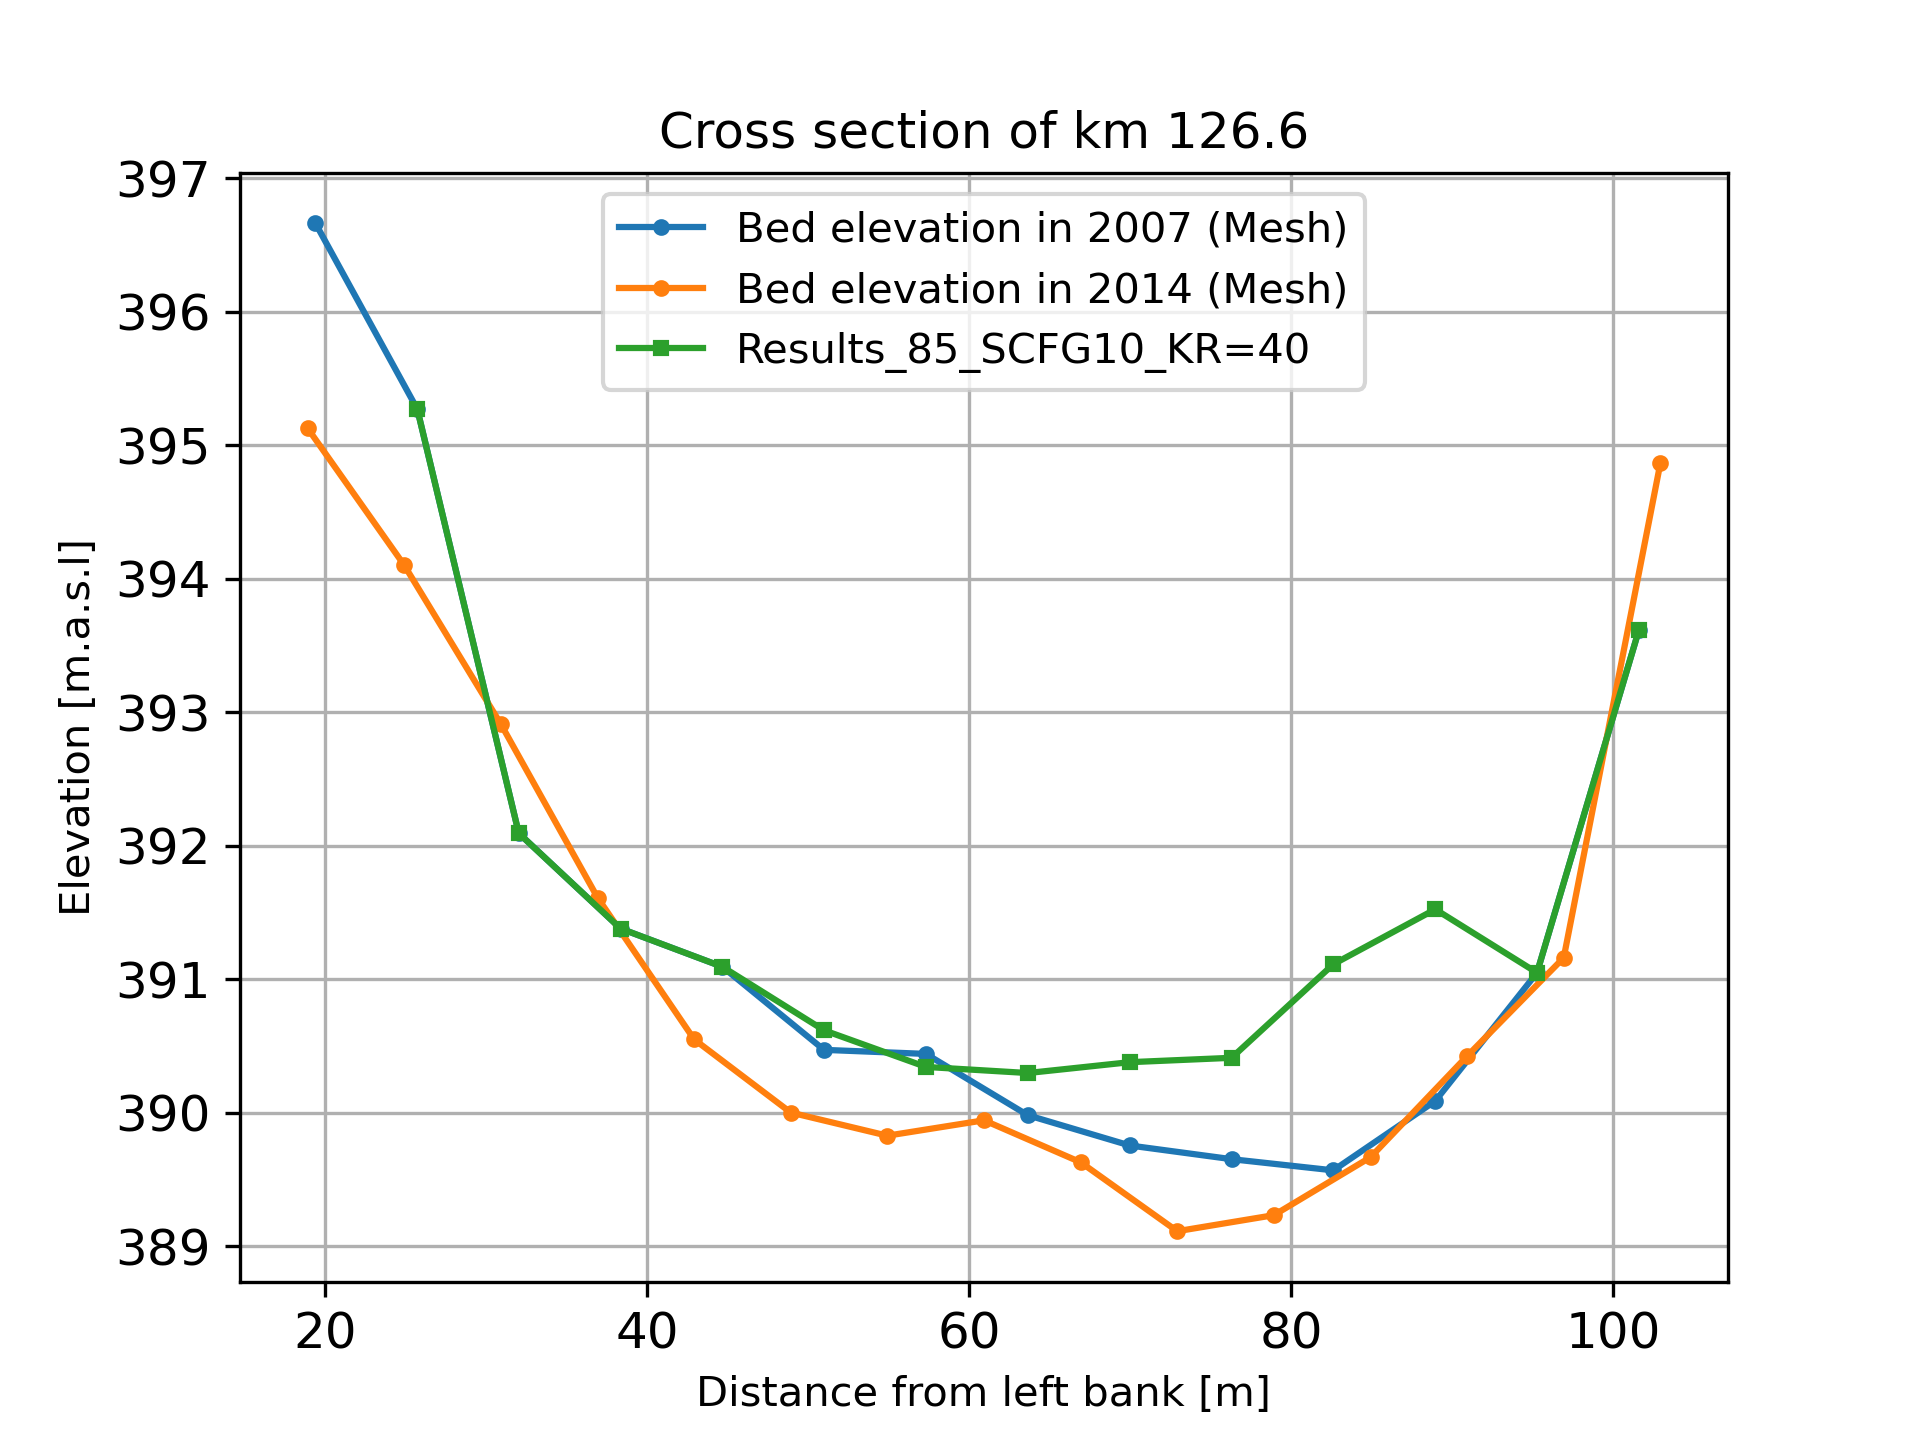 Cross section of km 126.6
Bed elevation in 2007 (Mesh)
Bed elevation in 2014 (Mesh)
Results_85_SCFG10_KR=40
Elevation [m.a.s.l]
397
396
395
394
393
392
391
390
389
20 40 60 80 100
Distance from left bank [m]